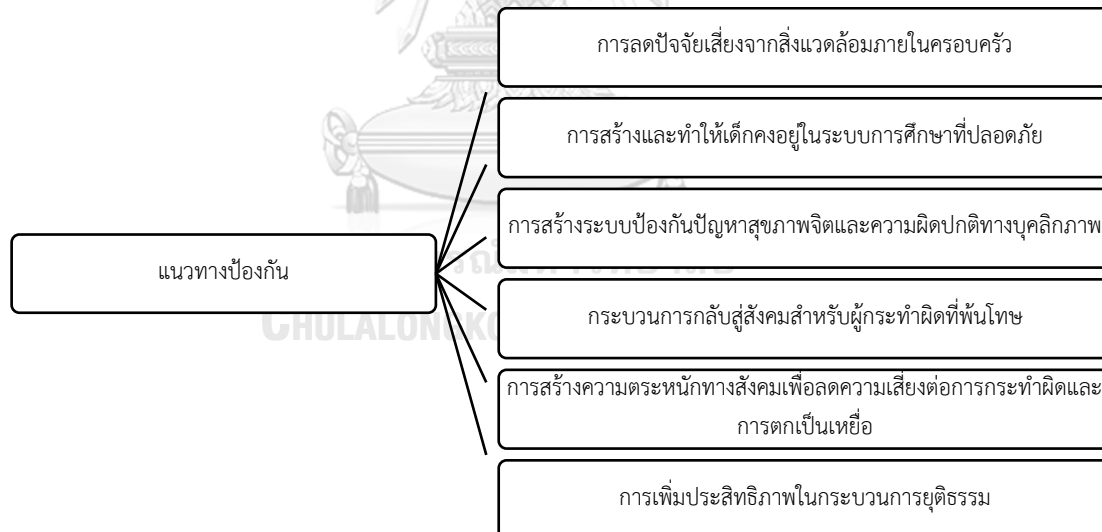 การลดปัจจัยเสี่ยงจากสิ่งแวดล้อมภายในครอบครัว
การสร้างและทำให้เด็กคงอยู่ในระบบการศึกษาที่ปลอดภัย
การสร้างระบบป้องกันปัญหาสุขภาพจิตและความผิดปกติทางบุคลิกภาพ
แนวทางป้องกัน
กระบวนการกลับสู่สังคมสำหรับผู้กระทำผิดที่พ้นโทษ
การสร้างความตระหนักทางสังคมเพื่อลดความเสี่ยงต่อการกระทำผิดและ
การตกเป็นเหยื่อ
การเพิ่มประสิทธิภาพในกระบวนการยุติธรรม